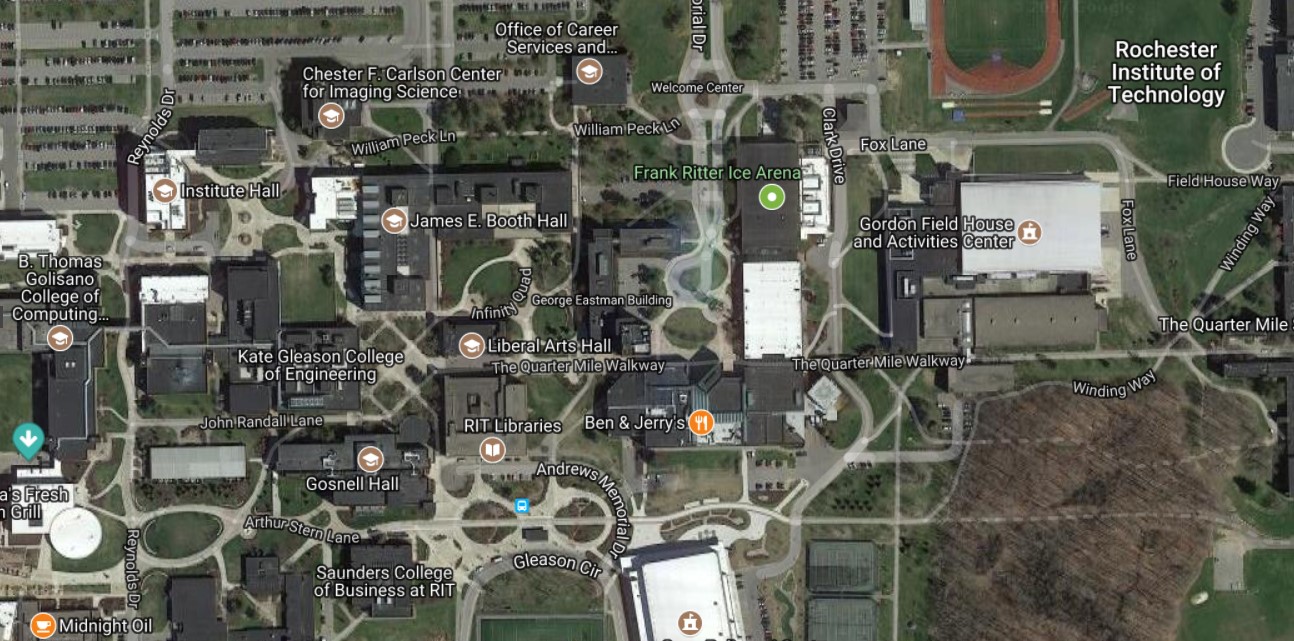 Office of Career
Services and...
Memorial Dr
Rochester
Institute of
Technology
Chester F. Carlson Center
for Imaging Science
Welcome Center
Reynolds Dr
William Peck Ln
William Peck Ln
Clark Drive
Fox Lane
Frank Ritter Ice Arena
Field House Way
Institute Hall
James E. Booth Hall
Gordon Field House
and Activities Center
Fox Lane
Winding Way
B. Thomas
Golisano
College of
Computing...
Infinity Quad
George Eastman Building
The Quarter Mile
Liberal Arts Hall
Kate Gleason College
of Engineering
The Quarter Mile Walkway
The Quarter Mile Walkway
Winding Way
John Randall Lane
RIT Libraries
Ben & Jerry's
Gosnell Hall
Andrews Memorial Dr
a's Fresh
n Grill
Arthur Stern Lane
Reynolds Dr
Gleason Cir
Saunders College
of Business at RIT
Midnight Oil